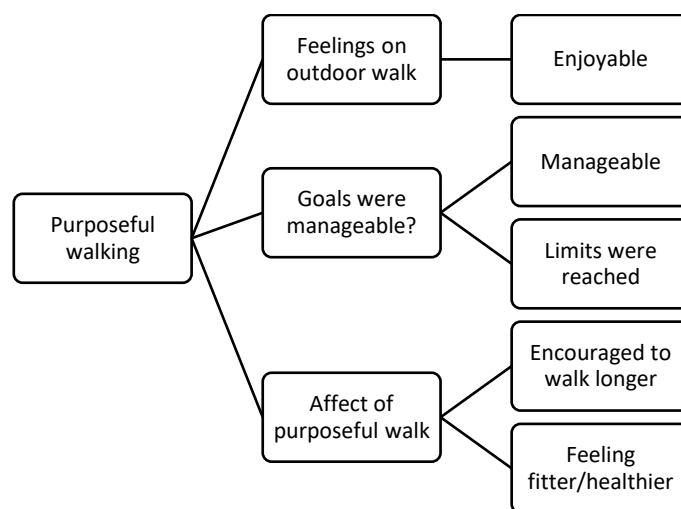 Purposeful
walking
Feelings on
outdoor walk
Enjoyable
Goals were
manageable?
Manageable
Limits were
reached
Affect of
purposeful walk
Encouraged to
walk longer
Feeling
fitter/healthier